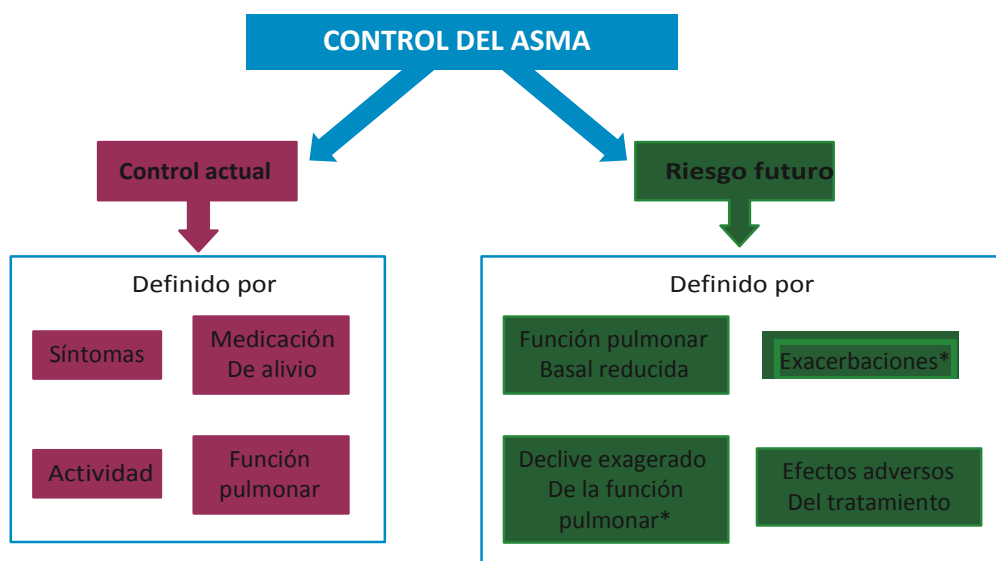 CONTROL DEL ASMA
Control actual
Riesgo futuro
Definido por
Síntomas
Medicación
De alivio
Actividad
Función
pulmonar
Definido por
Función pulmonar
Basal reducida
Exacerbaciones*
Declive exagerado
De la función
pulmonar*
Efectos adversos
Del tratamiento